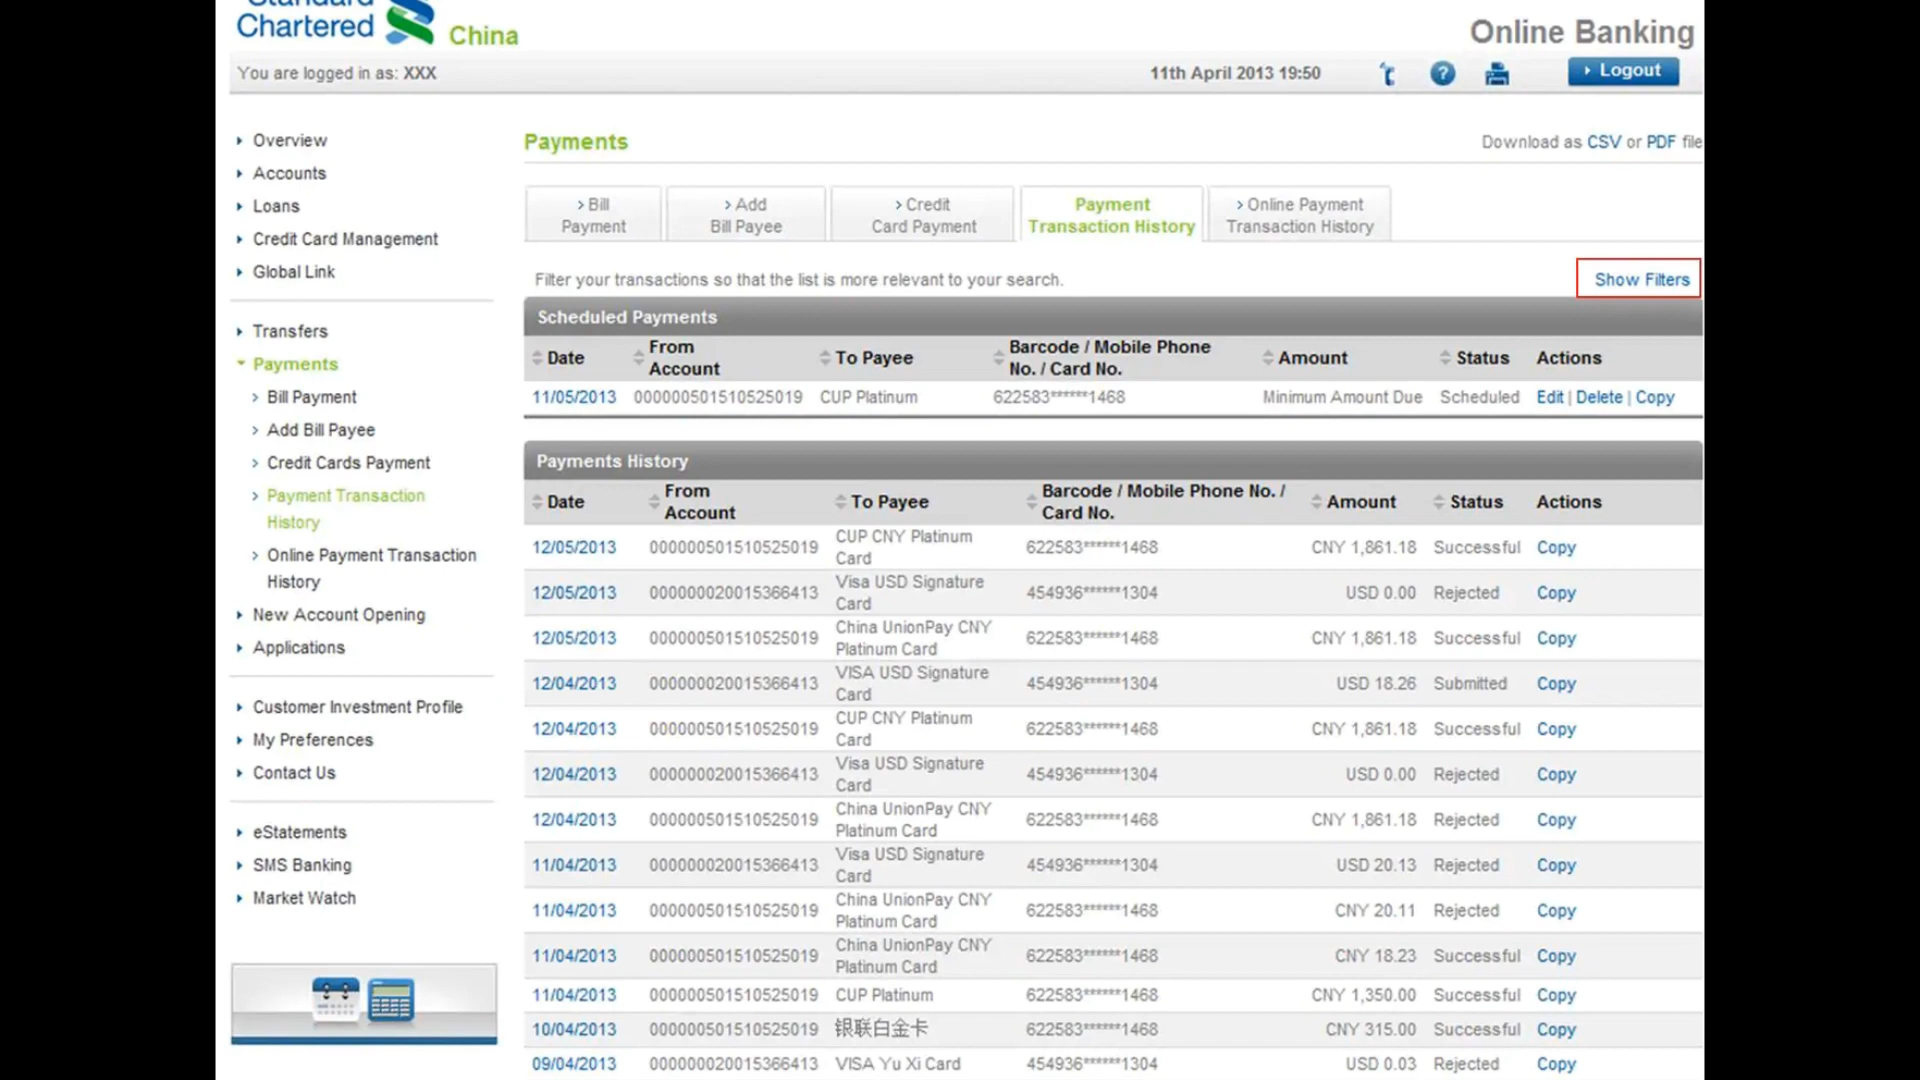 Standard
Chartered
China
Online Banking
You are logged in as: XXX
11th April 2013 19:50
Logout
Overview
Accounts
Loans
Credit Card Management
Global Link
Transfers
Payments
Bill Payment
Add Bill Payee
Credit Cards Payment
Payment Transaction
History
Online Payment Transaction
History
New Account Opening
Applications
Customer Investment Profile
My Preferences
Contact Us
eStatements
SMS Banking
Market Watch
Payments
Download as CSV or PDF file
> Bill
Payment
> Add
Bill Payee
> Credit
Card Payment
Payment
Transaction History
> Online Payment
Transaction History
Filter your transactions so that the list is more relevant to your search.
Show Filters
Scheduled Payments
Date From Account To Payee Barcode / Mobile Phone No. / Card No. Amount Status Actions
11/05/2013 000000501510525019 CUP Platinum 622583******1468 Minimum Amount Due Scheduled Edit | Delete | Copy
Payments History
Date From Account To Payee Barcode / Mobile Phone No. / Card No. Amount Status Actions
12/05/2013 000000501510525019 CUP CNY Platinum Card 622583******1468 CNY 1,861.18 Successful Copy
12/05/2013 000000020015366413 Visa USD Signature Card 454936******1304 USD 0.00 Rejected Copy
12/05/2013 000000501510525019 China UnionPay CNY Platinum Card 622583******1468 CNY 1,861.18 Successful Copy
12/04/2013 000000020015366413 VISA USD Signature Card 454936******1304 USD 18.26 Submitted Copy
12/04/2013 000000501510525019 CUP CNY Platinum Card 622583******1468 CNY 1,861.18 Successful Copy
12/04/2013 000000020015366413 Visa USD Signature Card 454936******1304 USD 0.00 Rejected Copy
12/04/2013 000000501510525019 China UnionPay CNY Platinum Card 622583******1468 CNY 1,861.18 Rejected Copy
11/04/2013 000000020015366413 Visa USD Signature Card 454936******1304 USD 20.13 Rejected Copy
11/04/2013 000000501510525019 China UnionPay CNY Platinum Card 622583******1468 CNY 20.11 Rejected Copy
11/04/2013 000000501510525019 China UnionPay CNY Platinum Card 622583******1468 CNY 18.23 Successful Copy
11/04/2013 000000501510525019 CUP Platinum 622583******1468 CNY 1,350.00 Successful Copy
10/04/2013 000000501510525019 银联白金卡 622583******1468 CNY 315.00 Successful Copy
09/04/2013 000000020015366413 VISA Yu Xi Card 454936******1304 USD 0.03 Rejected Copy